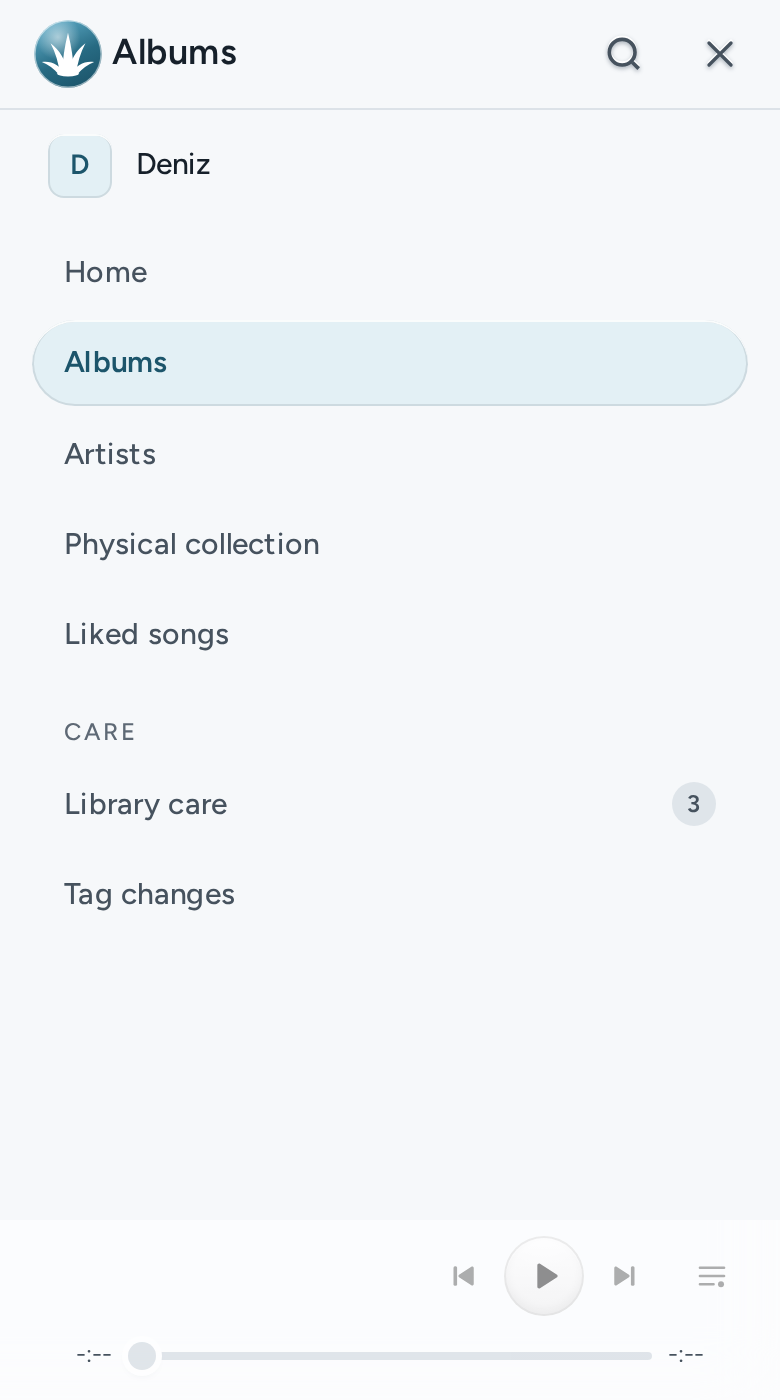 Albums
D
Deniz
Home
Albums
Artists
Physical collection
Liked songs
CARE
Library care
3
Tag changes
-:--
-:--